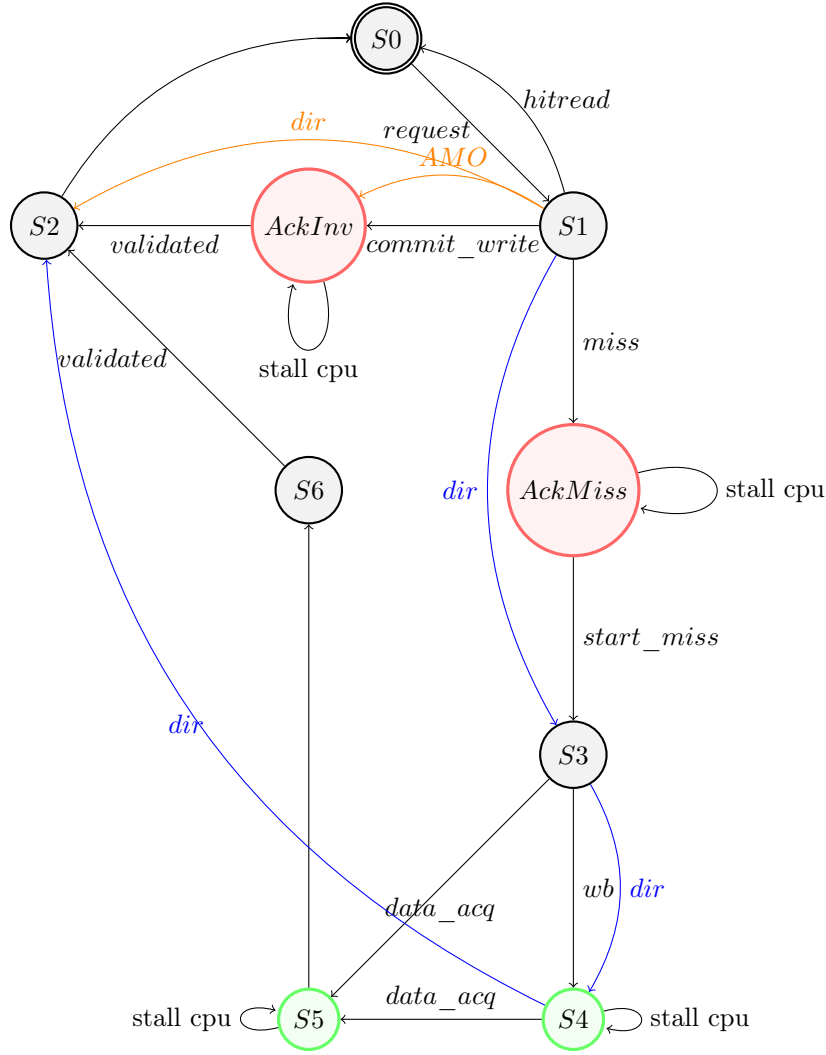 S0
hitread
dir
request
AMO
S2
AckInv
S1
validated
commit_write
miss
stall cpu
validated
dir
S6
AckMiss
stall cpu
start_miss
dir
S3
data_acq
wb
dir
stall cpu
S5
data_acq
S4
stall cpu